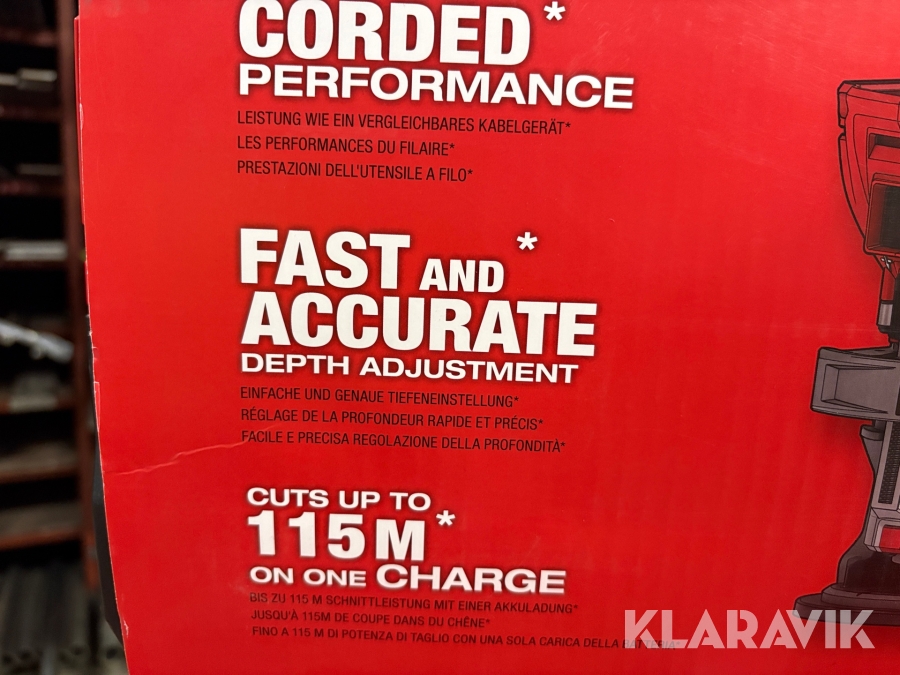 CORDED*
PERFORMANCE
LEISTUNG WIE EIN VERGLEICHBARES KABELGERÄT*
LES PERFORMANCES DU FILAIRE*
PRESTAZIONI DELL'UTENSILE A FILO*
FAST AND*
ACCURATE
DEPTH ADJUSTMENT
EINFACHE UND GENAUE TIEFENEINSTELLUNG*
RÉGLAGE DE LA PROFONDEUR RAPIDE ET PRÉCIS*
FACILE E PRECISA REGOLAZIONE DELLA PROFONDITÀ*
CUTS UP TO
115 M*
ON ONE CHARGE
BIS ZU 115 M SCHNITTLEISTUNG MIT EINER AKKULADUNG*
JUSQU'À 115M DE COUPE DANS DU CHÊNE*
FINO A 115 M DI POTENZA DI TAGLIO CON UNA SOLA CARICA DELLA BATTERIA*
KLARAVIK